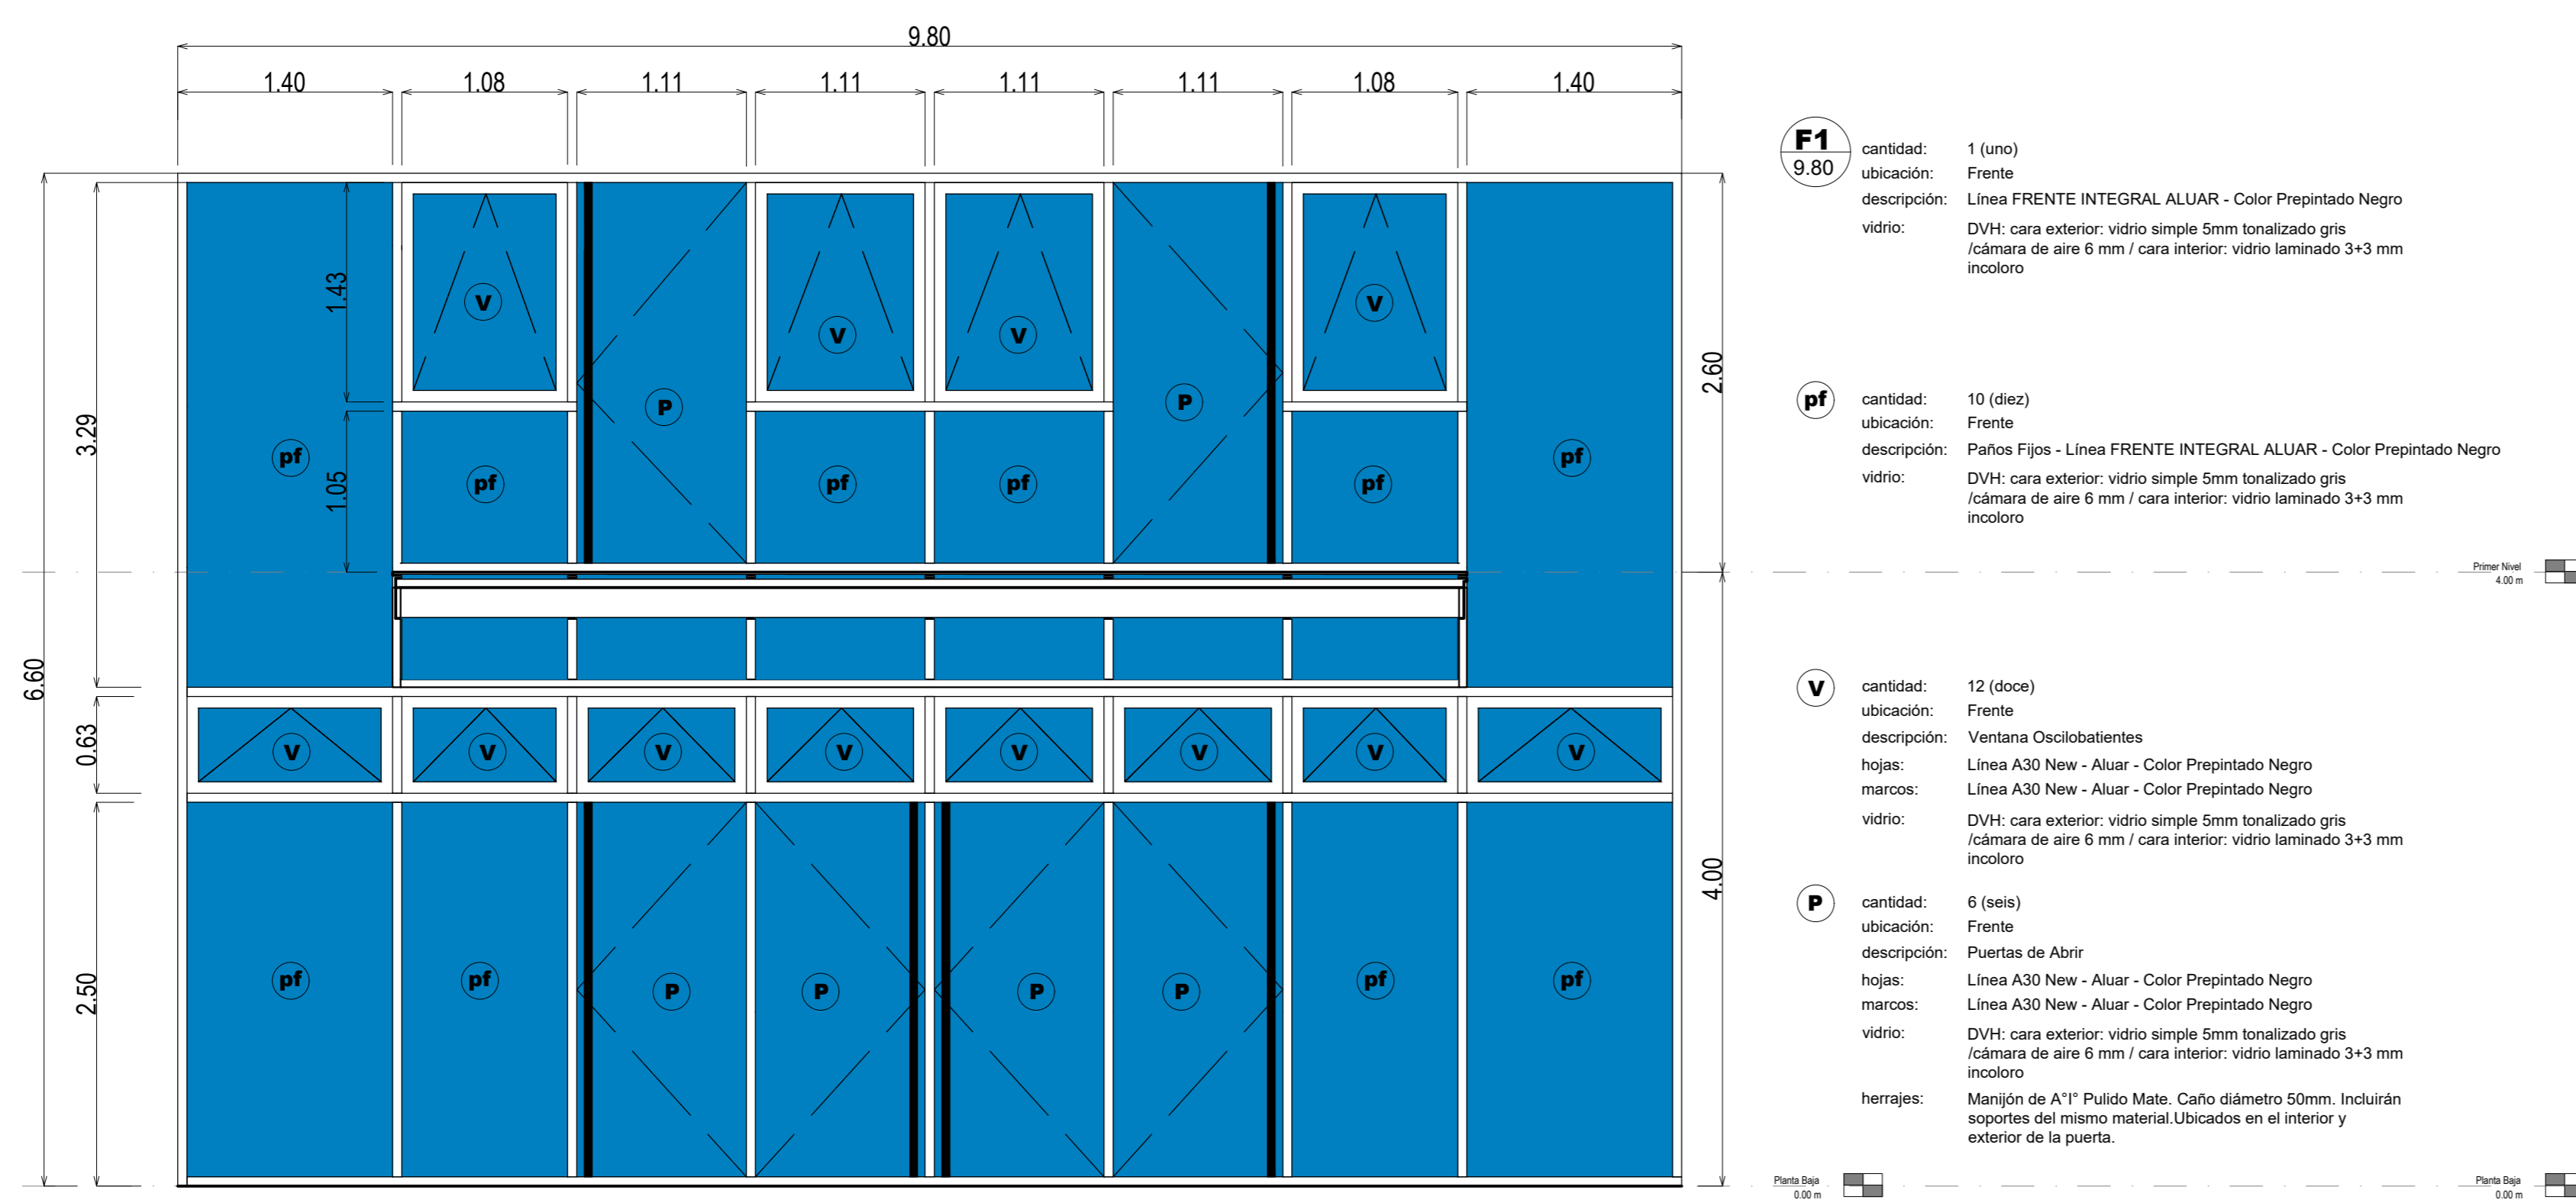 9.80
1.40 1.08 1.11 1.11 1.11 1.11 1.08 1.40
6.60
3.29
0.63
2.50
1.43
1.05
2.60
4.00
V V V V
P P
pf pf pf pf pf pf
V V V V V V V V
pf pf P P P P pf pf
F1
9.80
cantidad: 1 (uno)
ubicación: Frente
descripción: Línea FRENTE INTEGRAL ALUAR - Color Prepintado Negro
vidrio: DVH: cara exterior: vidrio simple 5mm tonalizado gris
/cámara de aire 6 mm / cara interior: vidrio laminado 3+3 mm
incoloro
pf
cantidad: 10 (diez)
ubicación: Frente
descripción: Paños Fijos - Línea FRENTE INTEGRAL ALUAR - Color Prepintado Negro
vidrio: DVH: cara exterior: vidrio simple 5mm tonalizado gris
/cámara de aire 6 mm / cara interior: vidrio laminado 3+3 mm
incoloro
Primer Nivel
4.00 m
V
cantidad: 12 (doce)
ubicación: Frente
descripción: Ventana Oscilobatientes
hojas: Línea A30 New - Aluar - Color Prepintado Negro
marcos: Línea A30 New - Aluar - Color Prepintado Negro
vidrio: DVH: cara exterior: vidrio simple 5mm tonalizado gris
/cámara de aire 6 mm / cara interior: vidrio laminado 3+3 mm
incoloro
P
cantidad: 6 (seis)
ubicación: Frente
descripción: Puertas de Abrir
hojas: Línea A30 New - Aluar - Color Prepintado Negro
marcos: Línea A30 New - Aluar - Color Prepintado Negro
vidrio: DVH: cara exterior: vidrio simple 5mm tonalizado gris
/cámara de aire 6 mm / cara interior: vidrio laminado 3+3 mm
incoloro
herrajes: Manijón de A°I° Pulido Mate. Caño diámetro 50mm. Incluirán
soportes del mismo material.Ubicados en el interior y
exterior de la puerta.
Planta Baja
0.00 m
Planta Baja
0.00 m